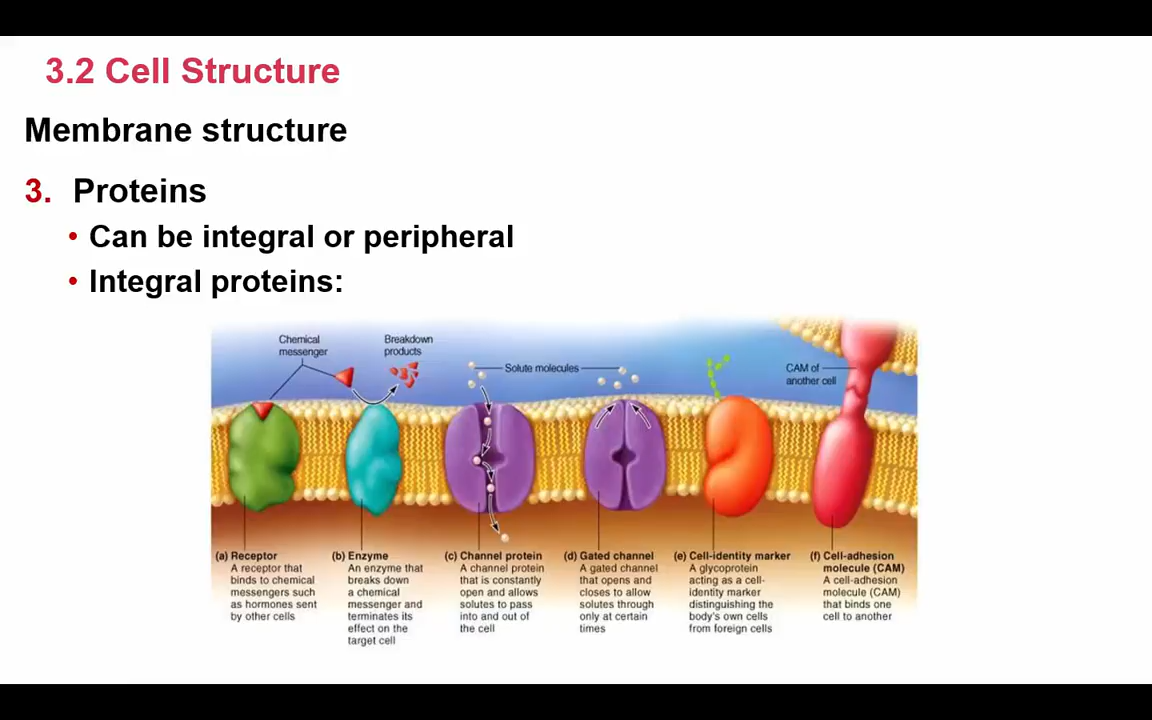 3.2 Cell Structure
Membrane structure
3. Proteins
• Can be integral or peripheral
• Integral proteins:
Chemical
messenger
Breakdown
products
Solute molecules
CAM of
another cell
(a) Receptor
A receptor that
binds to chemical
messengers such
as hormones sent
by other cells
(b) Enzyme
An enzyme that
breaks down
a chemical
messenger and
terminates its
effect on the
target cell
(c) Channel protein
A channel protein
that is constantly
open and allows
solutes to pass
into and out of
the cell
(d) Gated channel
A gated channel
that opens and
closes to allow
solutes through
only at certain
times
(e) Cell-identity marker
A glycoprotein
acting as a cell-
identity marker
distinguishing the
body's own cells
from foreign cells
(f) Cell-adhesion
molecule (CAM)
A cell-adhesion
molecule (CAM)
that binds one
cell to another